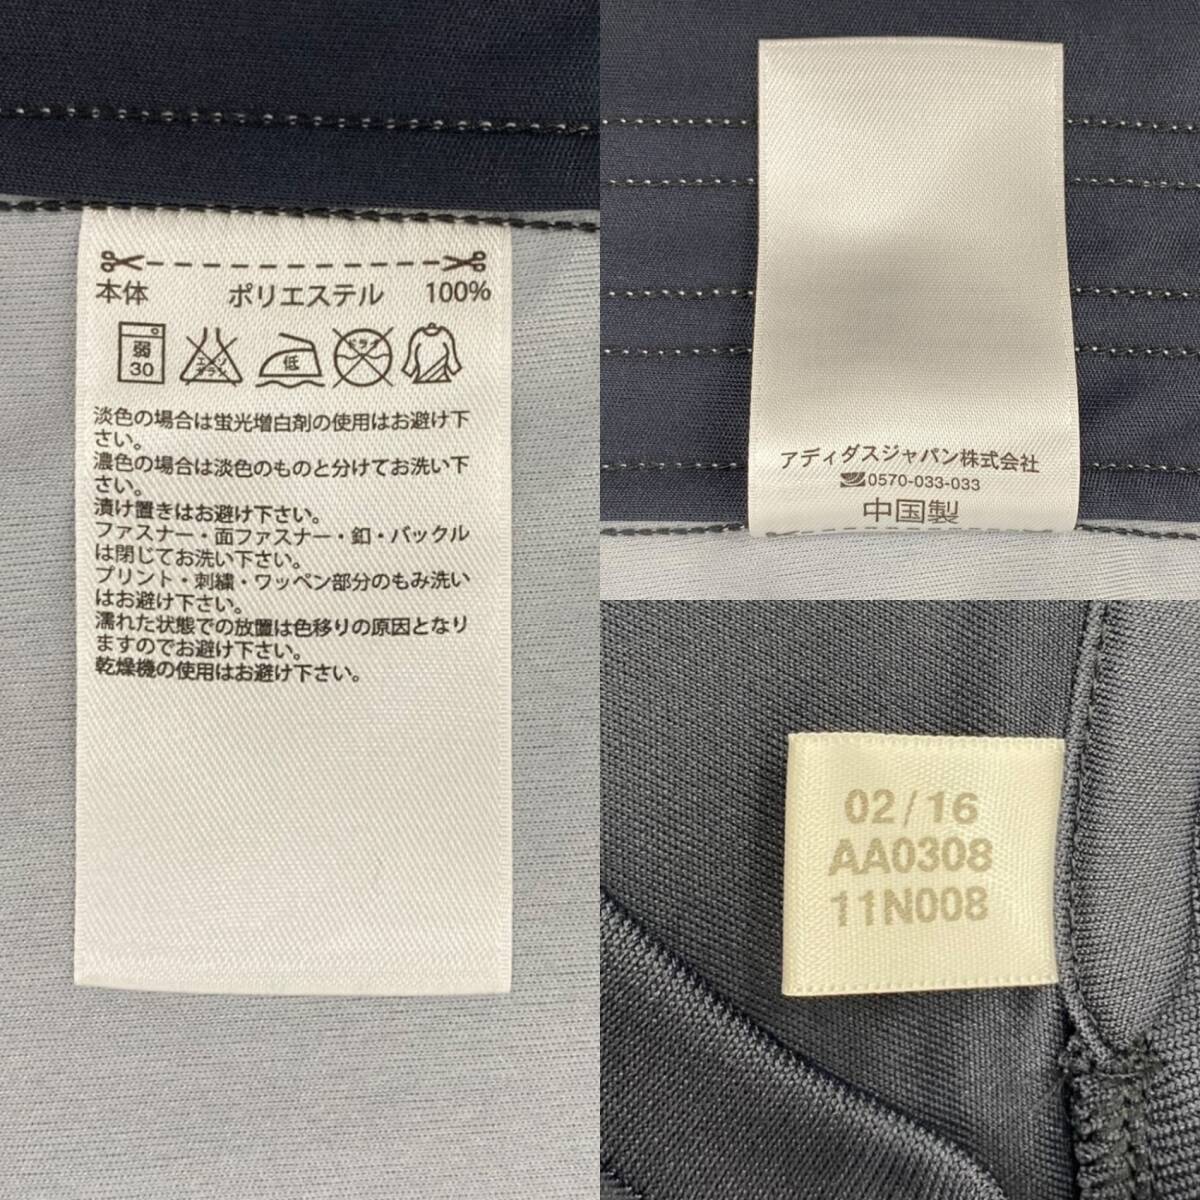 本体 ポリエステル 100%
弱 30 エンソ サラシ 低 ドライ
淡色の場合は蛍光増白剤の使用はお避け下
さい。
濃色の場合は淡色のものと分けてお洗い下
さい。
漬け置きはお避け下さい。
ファスナー・面ファスナー・釦・バックル
は閉じてお洗い下さい。
プリント・刺繍・ワッペン部分のもみ洗い
はお避け下さい。
濡れた状態での放置は色移りの原因となり
ますのでお避け下さい。
乾燥機の使用はお避け下さい。
アディダスジャパン株式会社
0570-033-033
中国製
02/16
AA0308
11N008